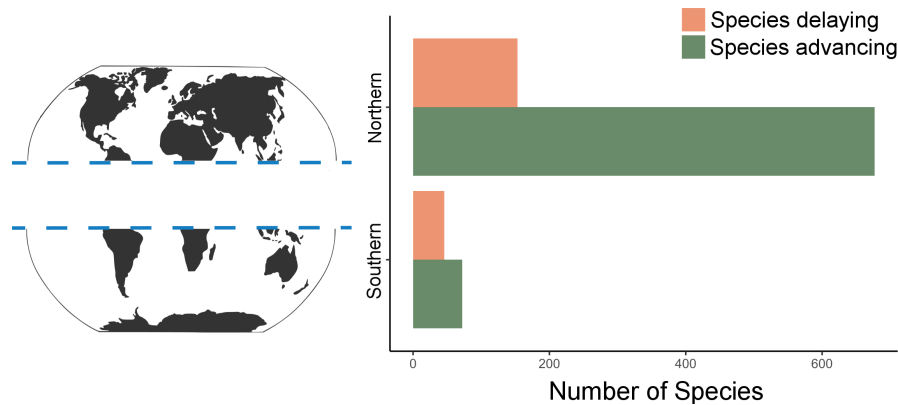 Species delaying
Species advancing
Northern
Southern
0 200 400 600
Number of Species